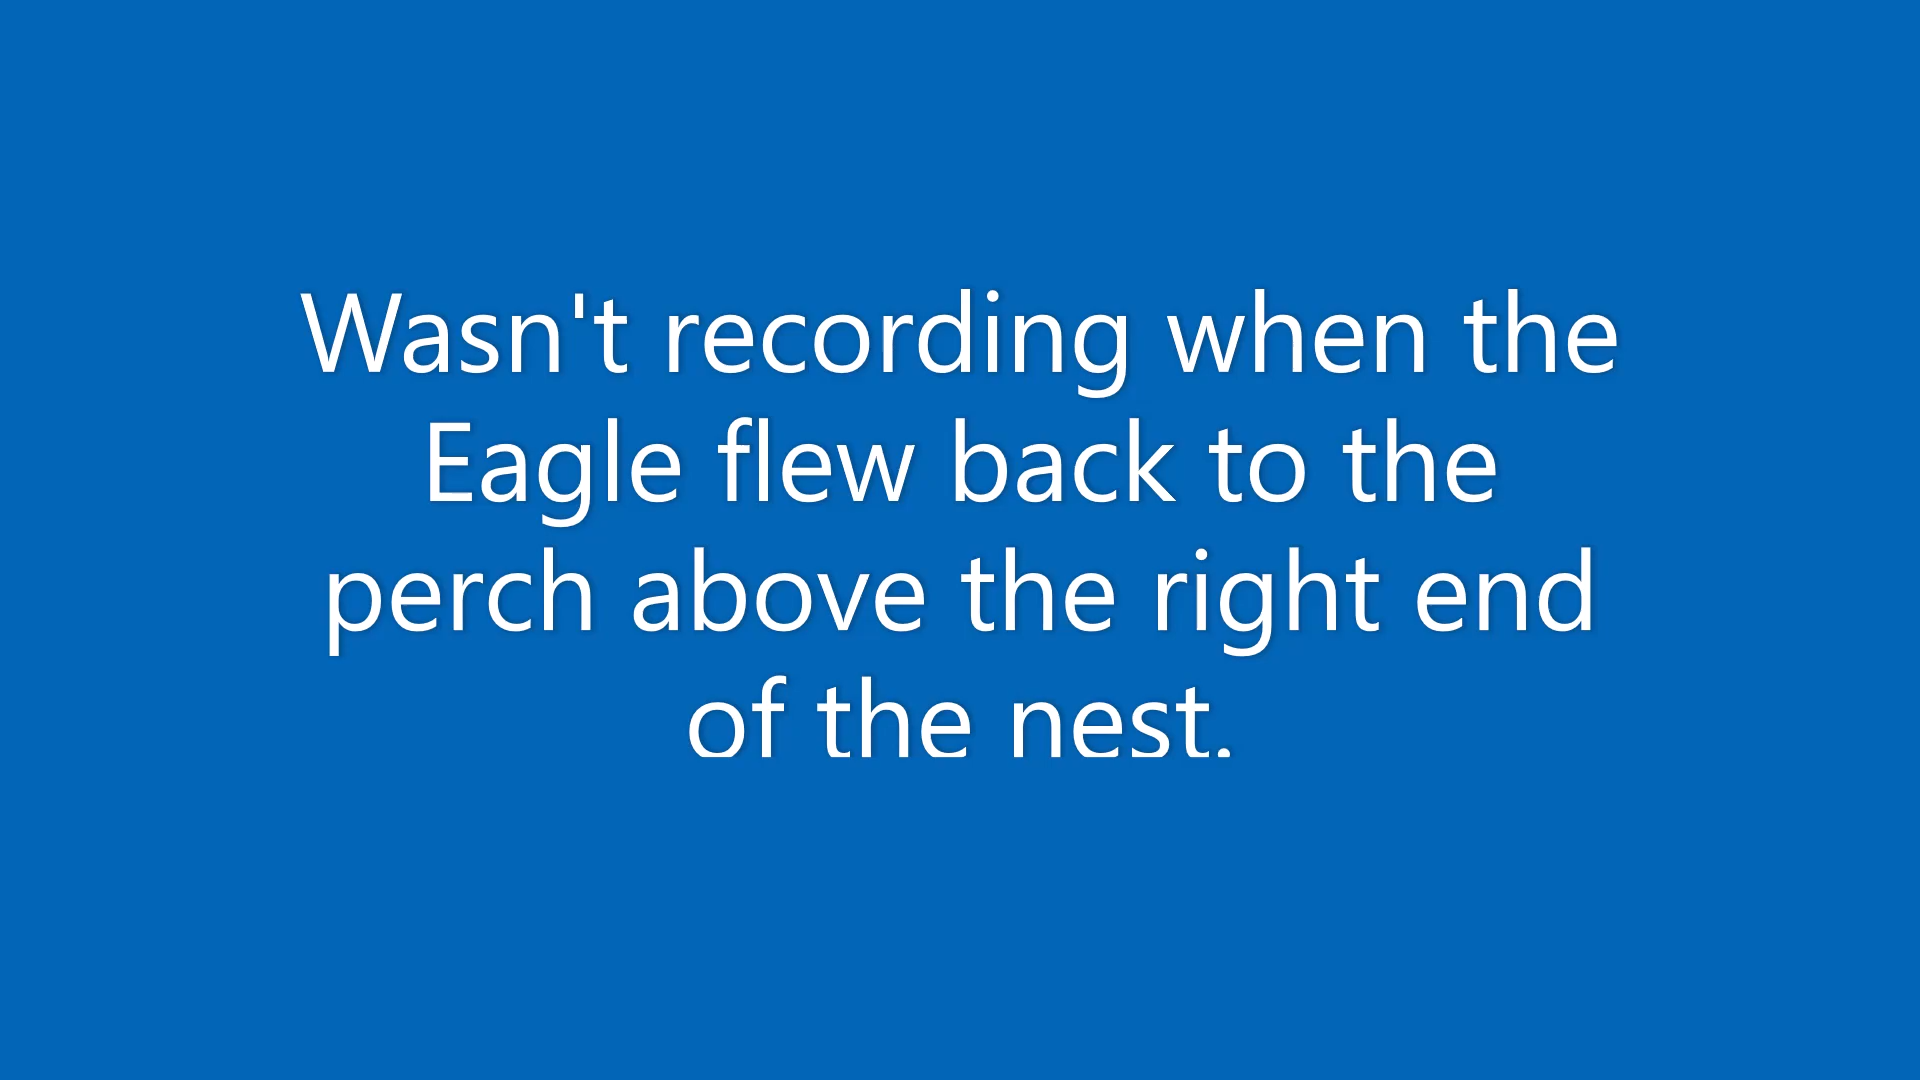 Wasn't recording when the
Eagle flew back to the
perch above the right end
of the nest.